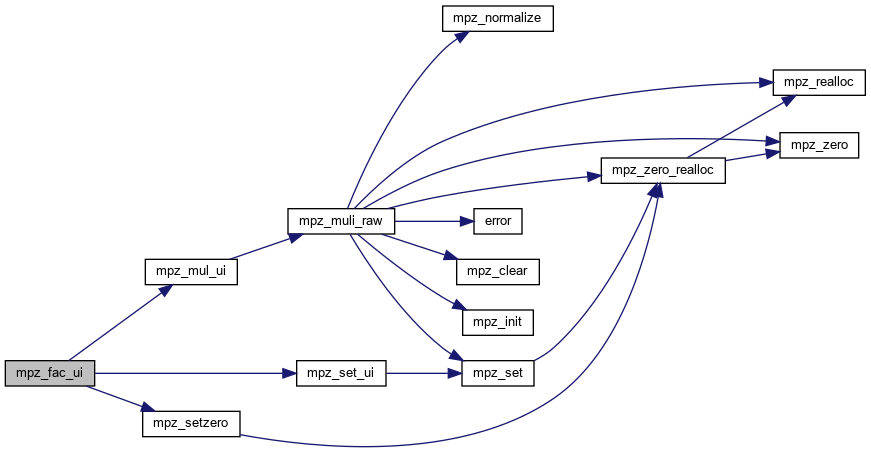 mpz_normalize
mpz_realloc
mpz_zero
mpz_zero_realloc
mpz_muli_raw
error
mpz_mul_ui
mpz_clear
mpz_init
mpz_fac_ui
mpz_set_ui
mpz_set
mpz_setzero